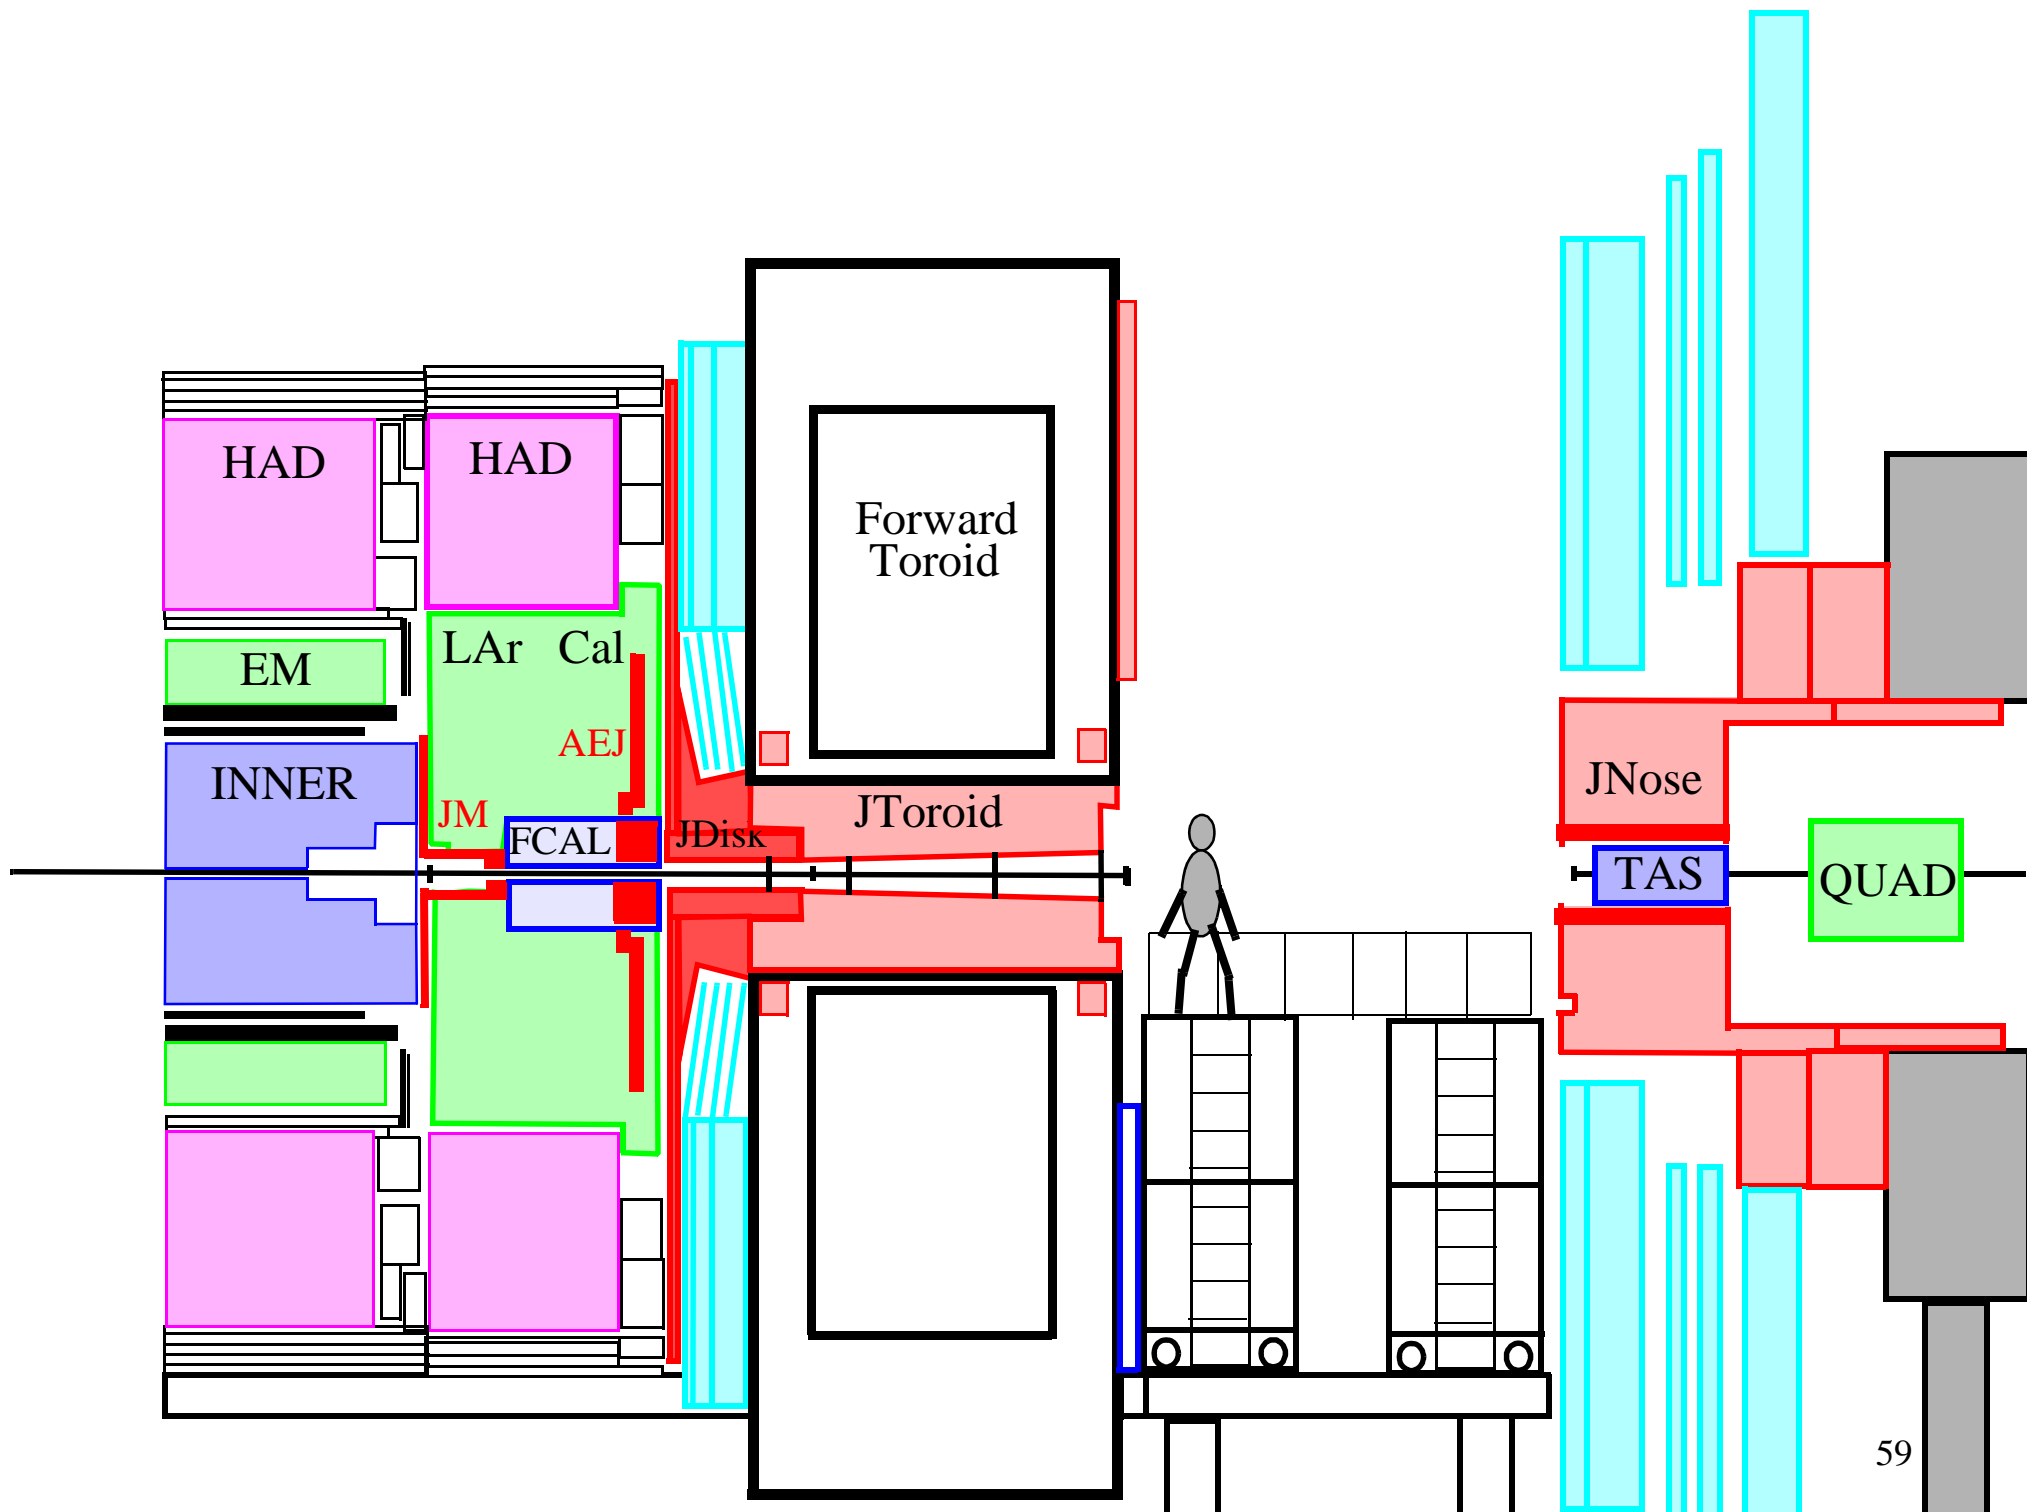 HAD
HAD
Forward
Toroid
LAr Cal
EM
AEJ
INNER
JM
FCAL
JDisk
JToroid
JNose
TAS
QUAD
59